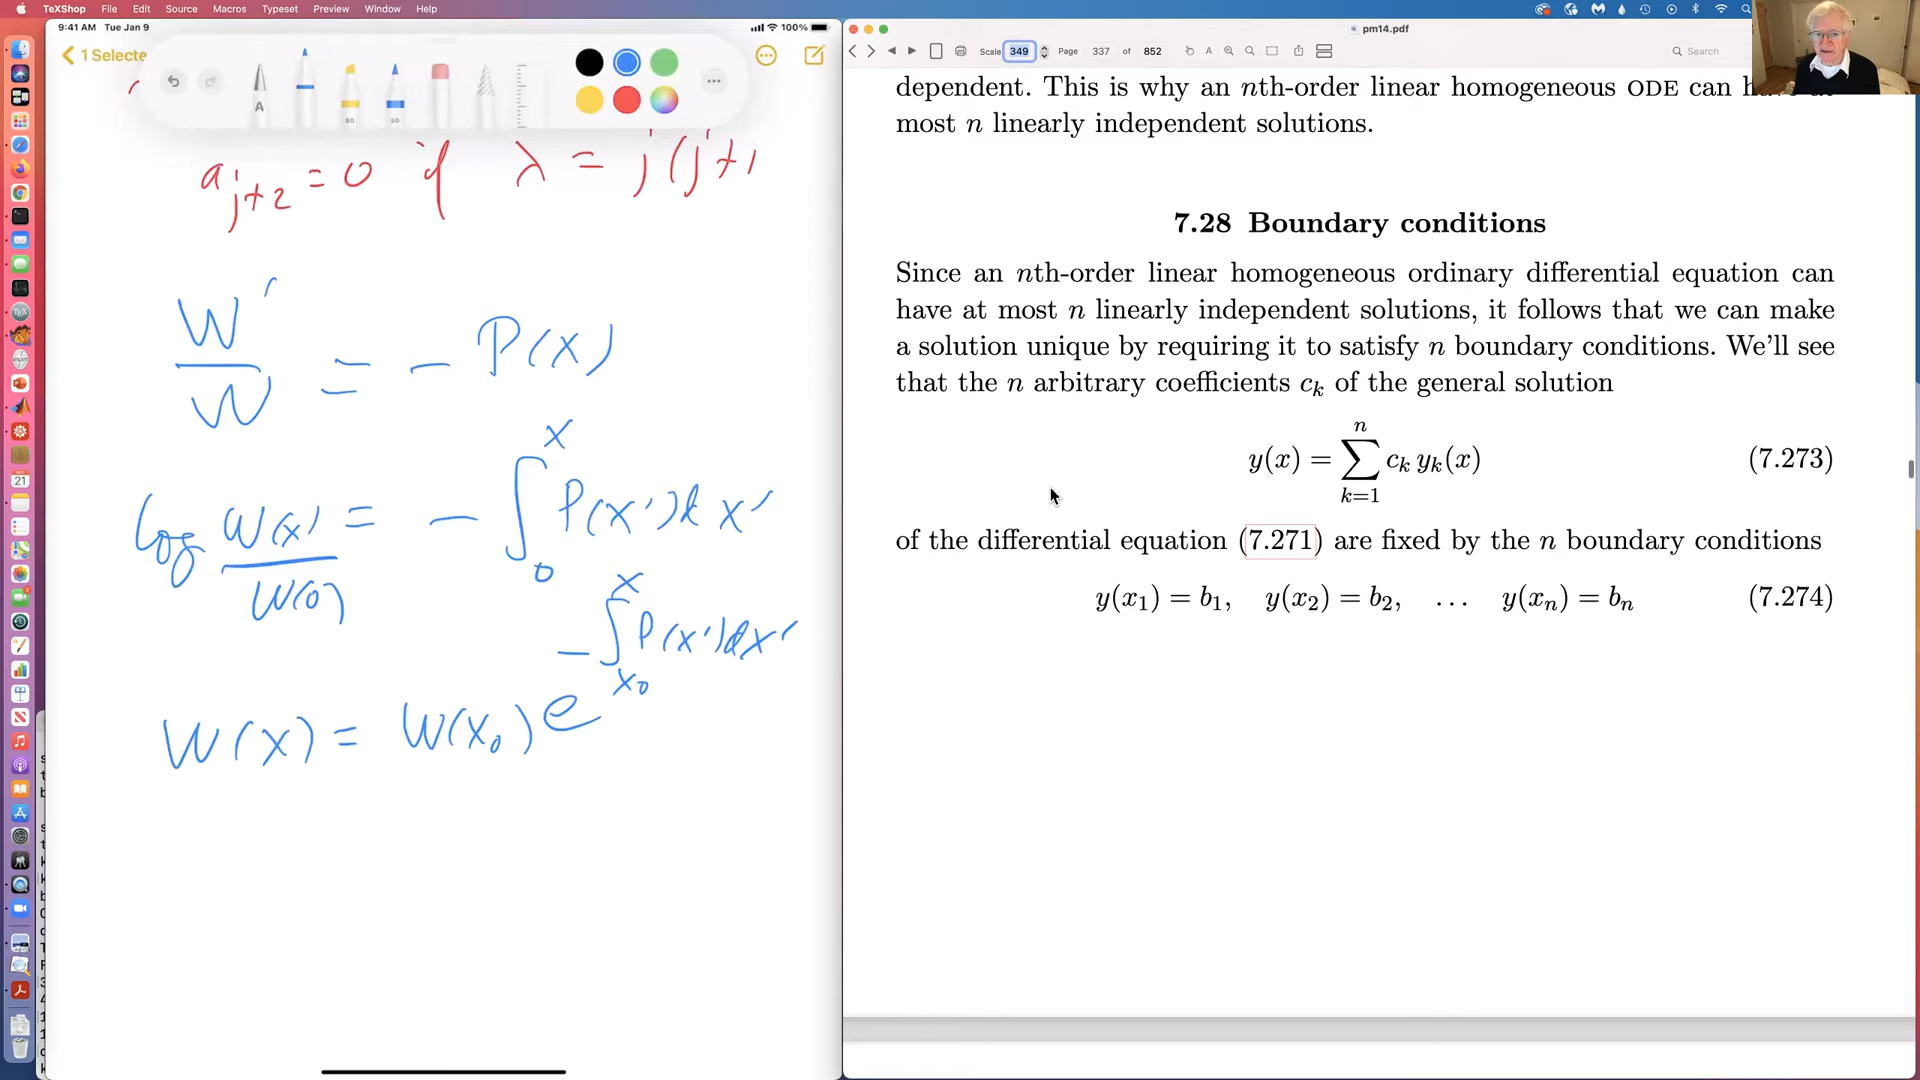 TeXShop File Edit Source Macros Typeset Preview Window Help
9:41 AM Tue Jan 9
100%
1 Selecte
A
80
50
a_{j+2} = 0 if λ = j(j+1
W'/W = - P(x)
log W(x)/W(0) = - ∫_0^x P(x')dx'
W(x) = W(x_0) e^{-∫_{x_0}^x P(x')dx'}
21
pm14.pdf
Scale 349 Page 337 of 852 A Search
dependent. This is why an nth-order linear homogeneous ODE can have at
most n linearly independent solutions.
7.28 Boundary conditions
Since an nth-order linear homogeneous ordinary differential equation can
have at most n linearly independent solutions, it follows that we can make
a solution unique by requiring it to satisfy n boundary conditions. We'll see
that the n arbitrary coefficients c_k of the general solution
y(x) = ∑_{k=1}^{n} c_k y_k(x) (7.273)
of the differential equation (7.271) are fixed by the n boundary conditions
y(x_1) = b_1, y(x_2) = b_2, ... y(x_n) = b_n (7.274)